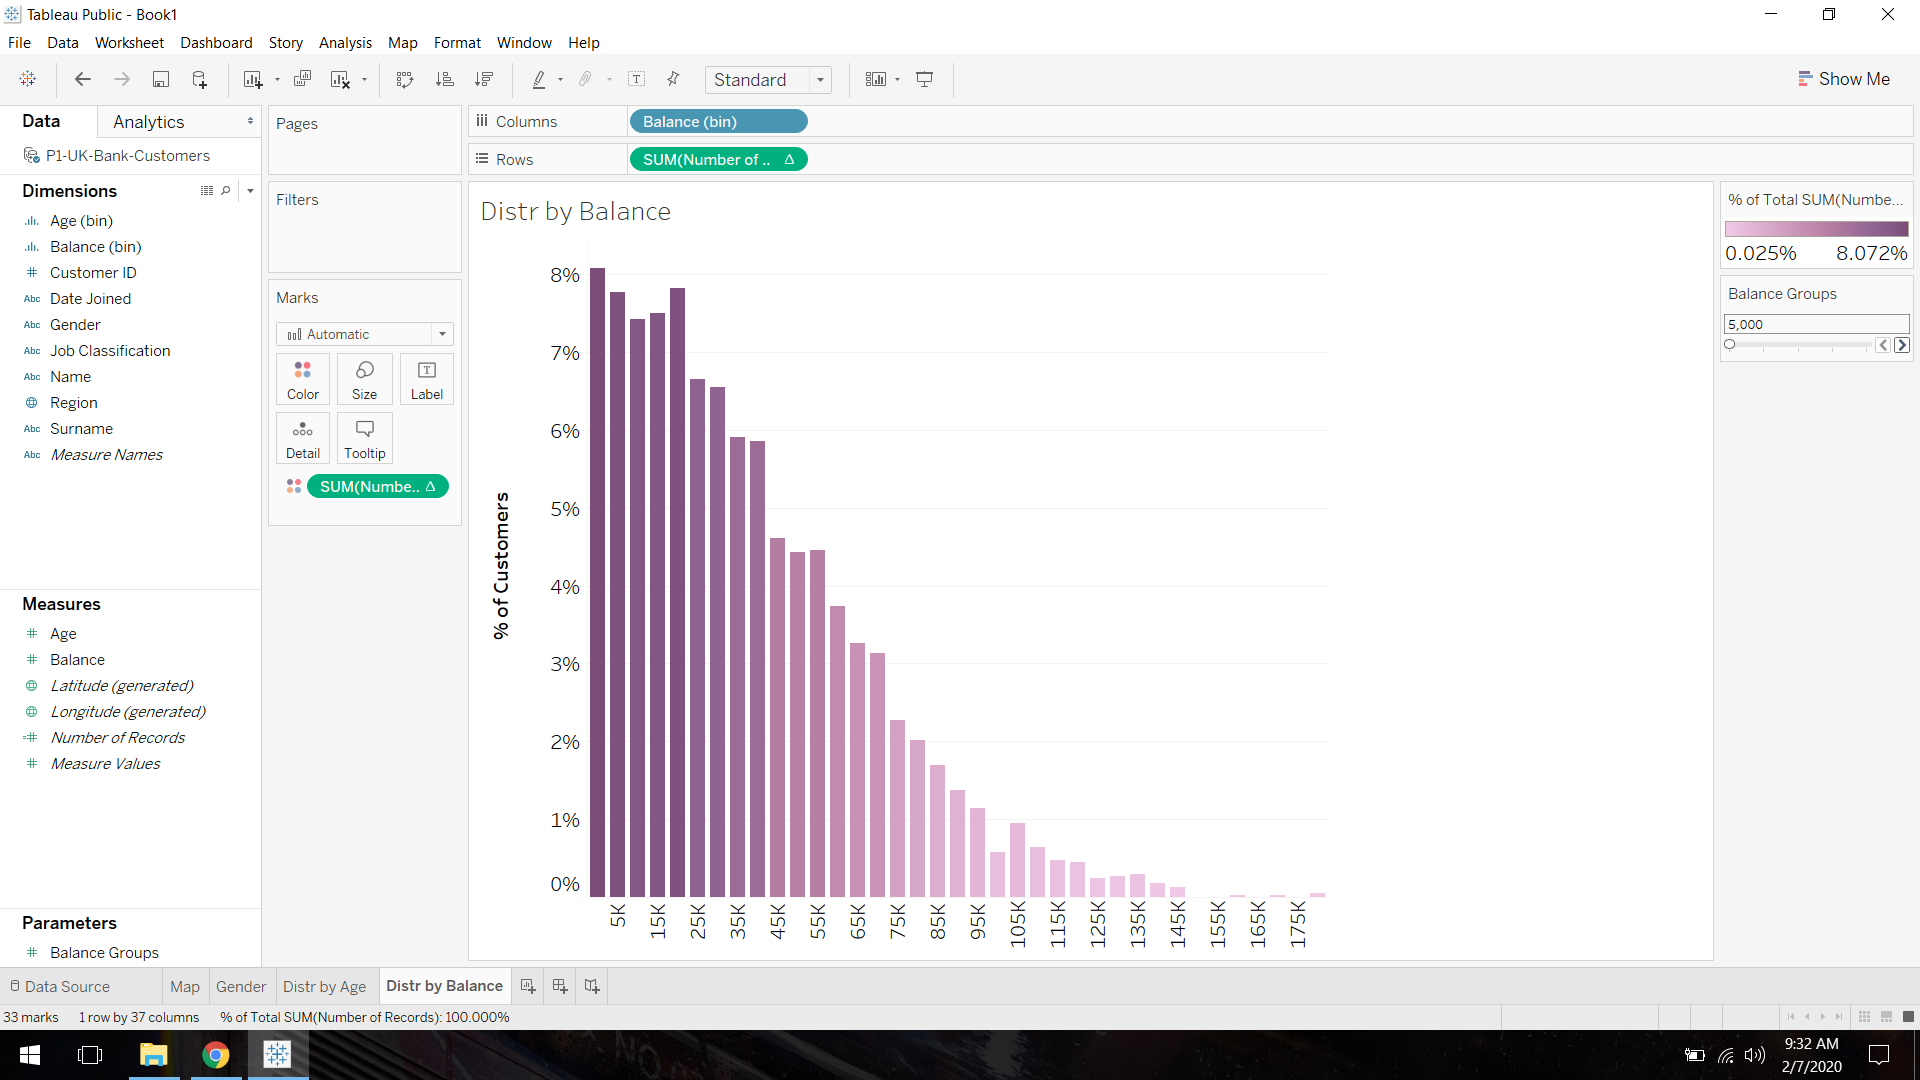 Tableau Public - Book1
File Data Worksheet Dashboard Story Analysis Map Format Window Help
Standard
Show Me
Data Analytics
P1-UK-Bank-Customers
Dimensions
Age (bin)
Balance (bin)
# Customer ID
Abc Date Joined
Abc Gender
Abc Job Classification
Abc Name
Region
Abc Surname
Abc Measure Names
Measures
# Age
# Balance
Latitude (generated)
Longitude (generated)
=# Number of Records
# Measure Values
Parameters
# Balance Groups
Pages
Filters
Marks
Automatic
Color Size Label
Detail Tooltip
SUM(Numbe.. Δ
Columns Balance (bin)
Rows SUM(Number of .. Δ
Distr by Balance
% of Customers
8%
7%
6%
5%
4%
3%
2%
1%
0%
5K 15K 25K 35K 45K 55K 65K 75K 85K 95K 105K 115K 125K 135K 145K 155K 165K 175K
% of Total SUM(Numbe...
0.025% 8.072%
Balance Groups
5,000
Data Source Map Gender Distr by Age Distr by Balance
33 marks 1 row by 37 columns % of Total SUM(Number of Records): 100.000%
9:32 AM
2/7/2020